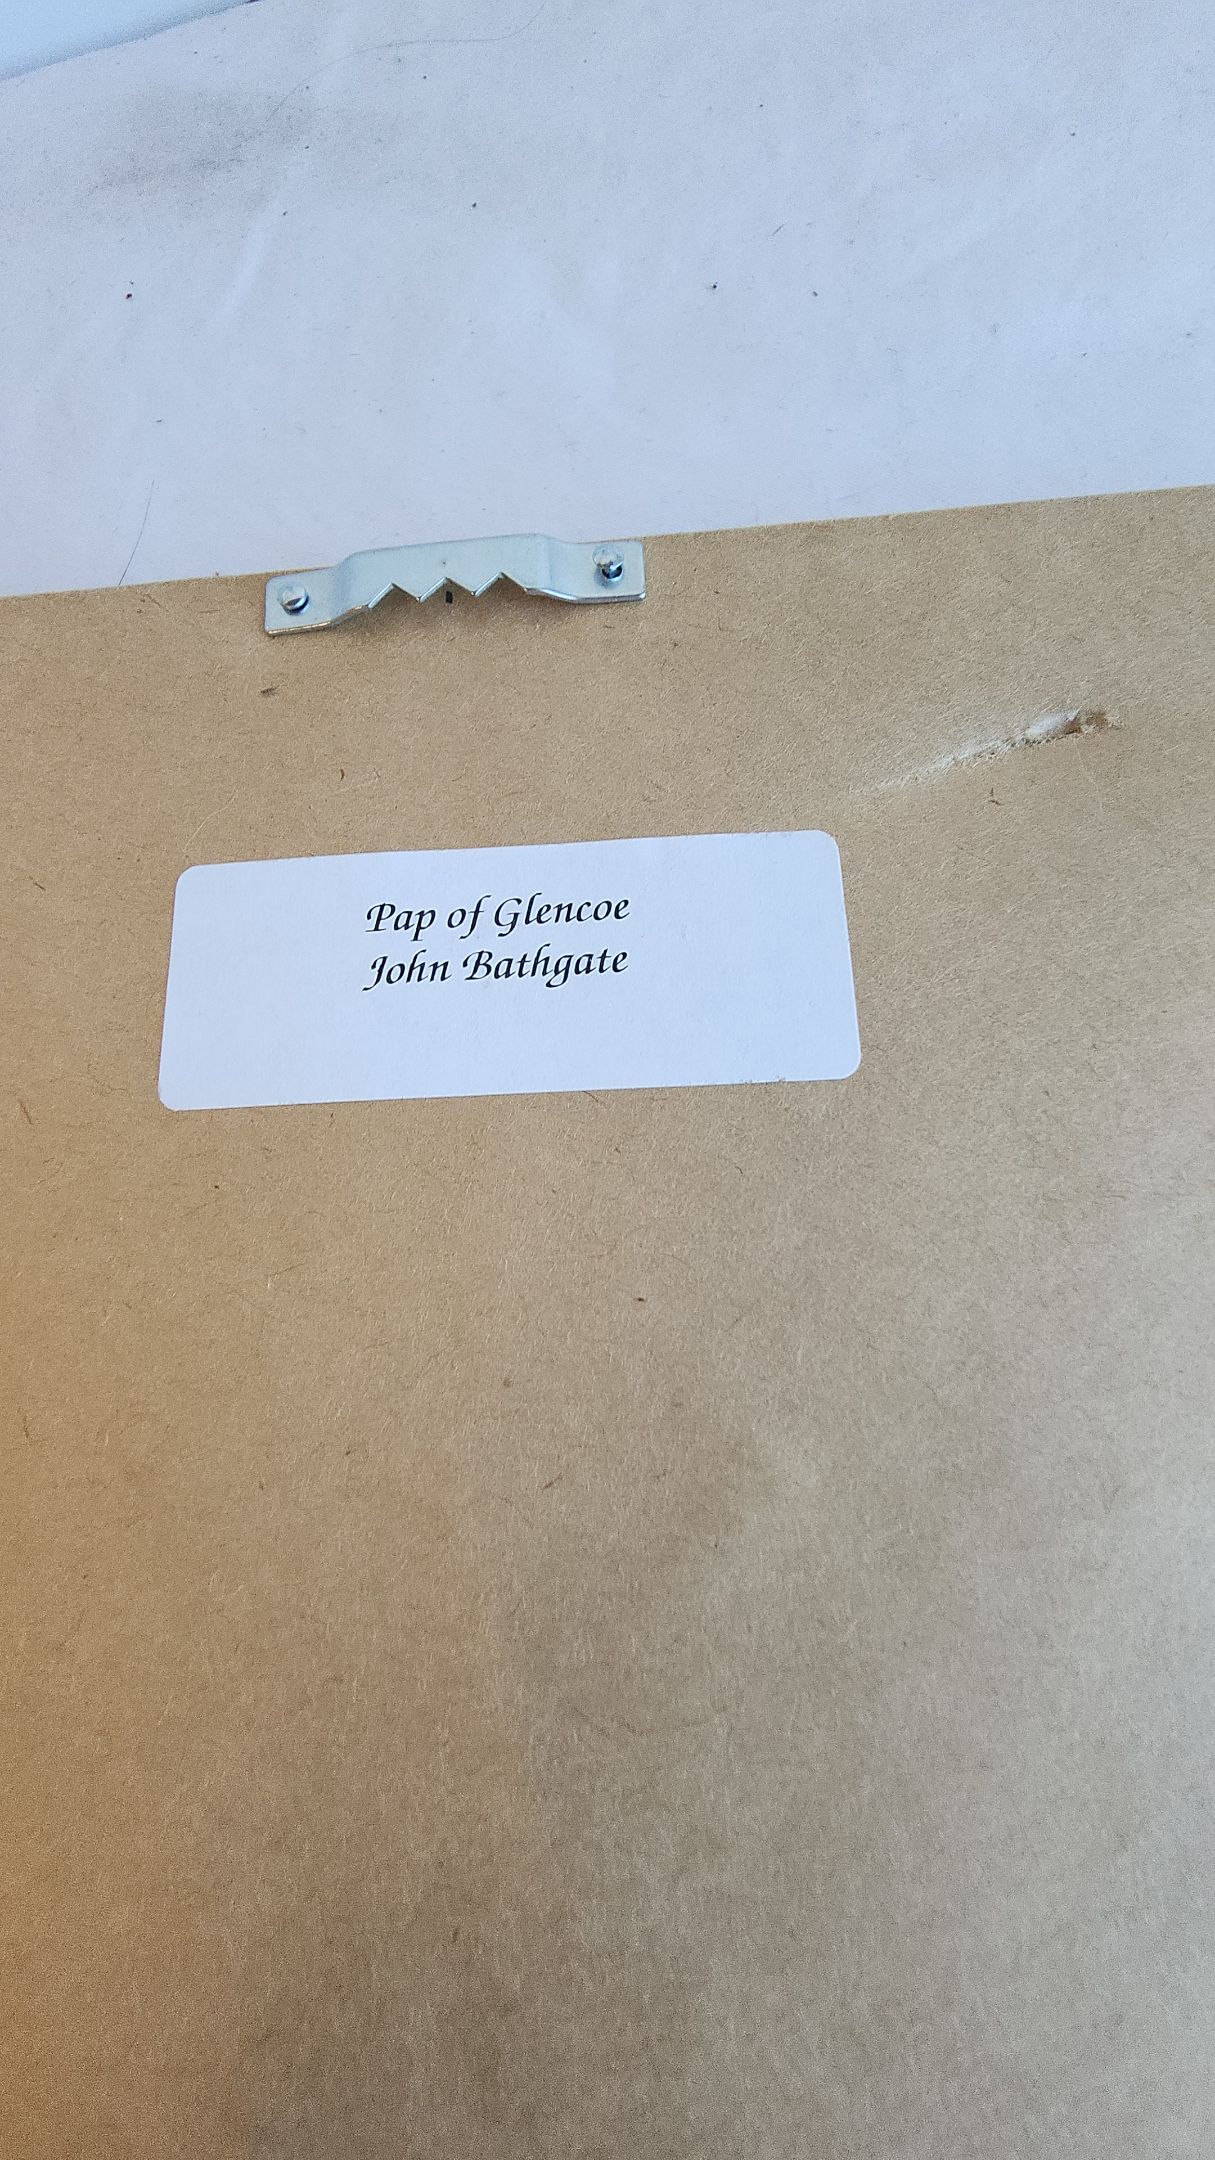 Pap of Glencoe
John Bathgate